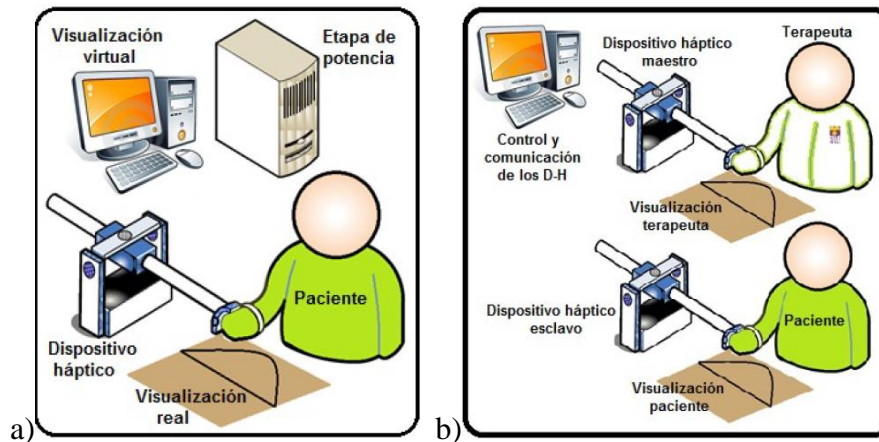 Visualización
virtual
Etapa de
potencia
Paciente
Dispositivo
háptico
Visualización
real
a)
Dispositivo háptico
maestro
Terapeuta
Control y
comunicación
de los D-H
Visualización
terapeuta
Dispositivo háptico
esclavo
Paciente
Visualización
paciente
b)